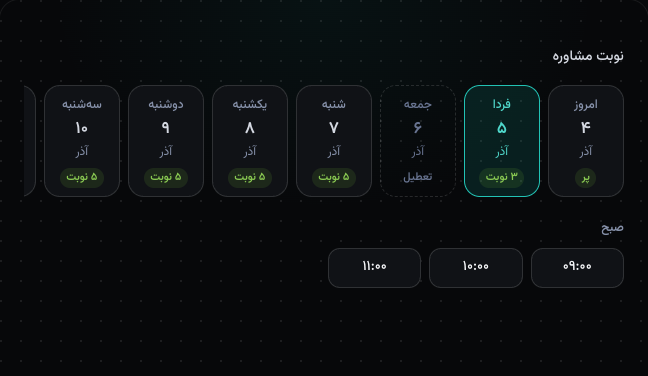 نوبت مشاوره
امروز
۴
آذر
پر
فردا
۵
آذر
۳ نوبت
جمعه
۶
آذر
تعطیل
شنبه
۷
آذر
۵ نوبت
یکشنبه
۸
آذر
۵ نوبت
دوشنبه
۹
آذر
۵ نوبت
سه‌شنبه
۱۰
آذر
۵ نوبت
صبح
۰۹:۰۰
۱۰:۰۰
۱۱:۰۰